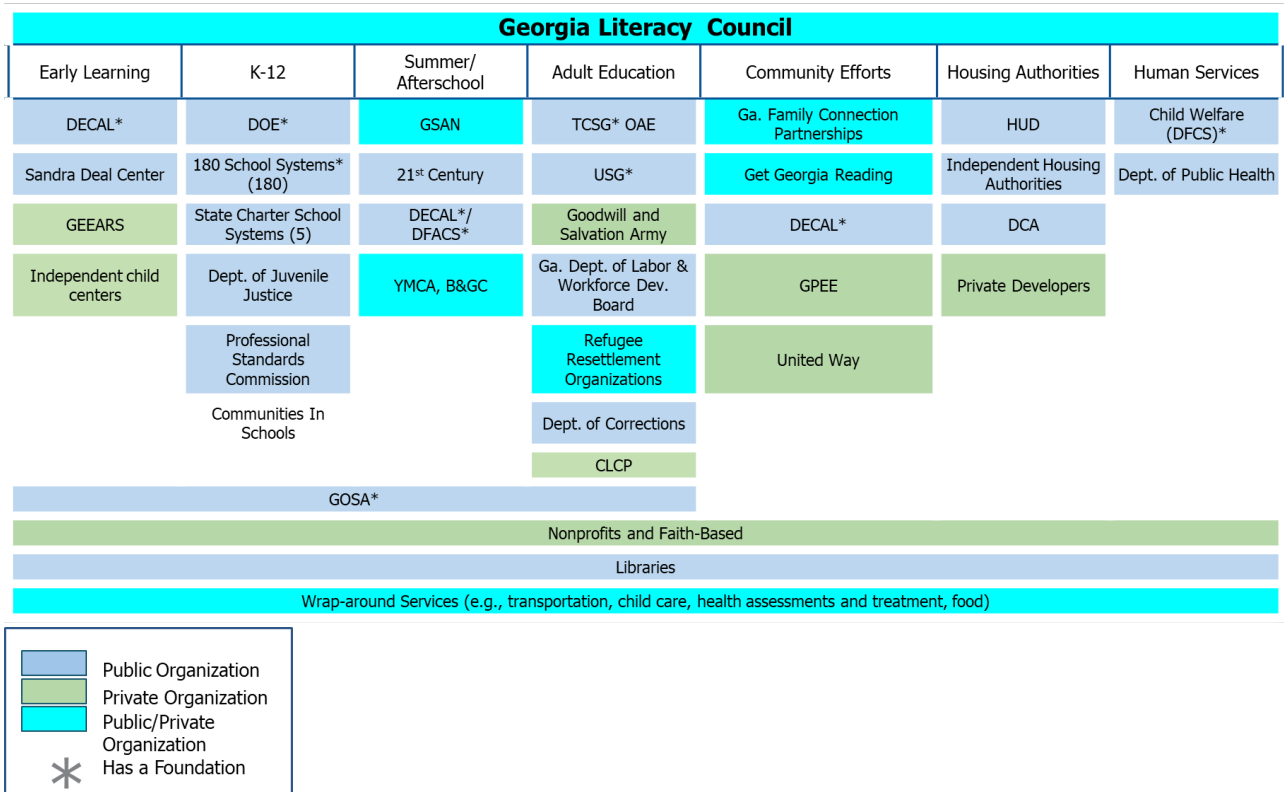 Georgia Literacy Council
Early Learning
K-12
Summer/
Afterschool
Adult Education
Community Efforts
Housing Authorities
Human Services
DECAL*
DOE*
GSAN
TCSG* OAE
Ga. Family Connection
Partnerships
HUD
Child Welfare
(DFCS)*
Sandra Deal Center
180 School Systems*
(180)
21st Century
USG*
Get Georgia Reading
Independent Housing
Authorities
Dept. of Public Health
GEEARS
State Charter School
Systems (5)
DECAL*/
DFACS*
Goodwill and
Salvation Army
DECAL*
DCA
Independent child
centers
Dept. of Juvenile
Justice
YMCA, B&GC
Ga. Dept. of Labor &
Workforce Dev.
Board
GPEE
Private Developers
Professional
Standards
Commission
Refugee
Resettlement
Organizations
United Way
Communities In
Schools
Dept. of Corrections
CLCP
GOSA*
Nonprofits and Faith-Based
Libraries
Wrap-around Services (e.g., transportation, child care, health assessments and treatment, food)
Public Organization
Private Organization
Public/Private
Organization
* Has a Foundation